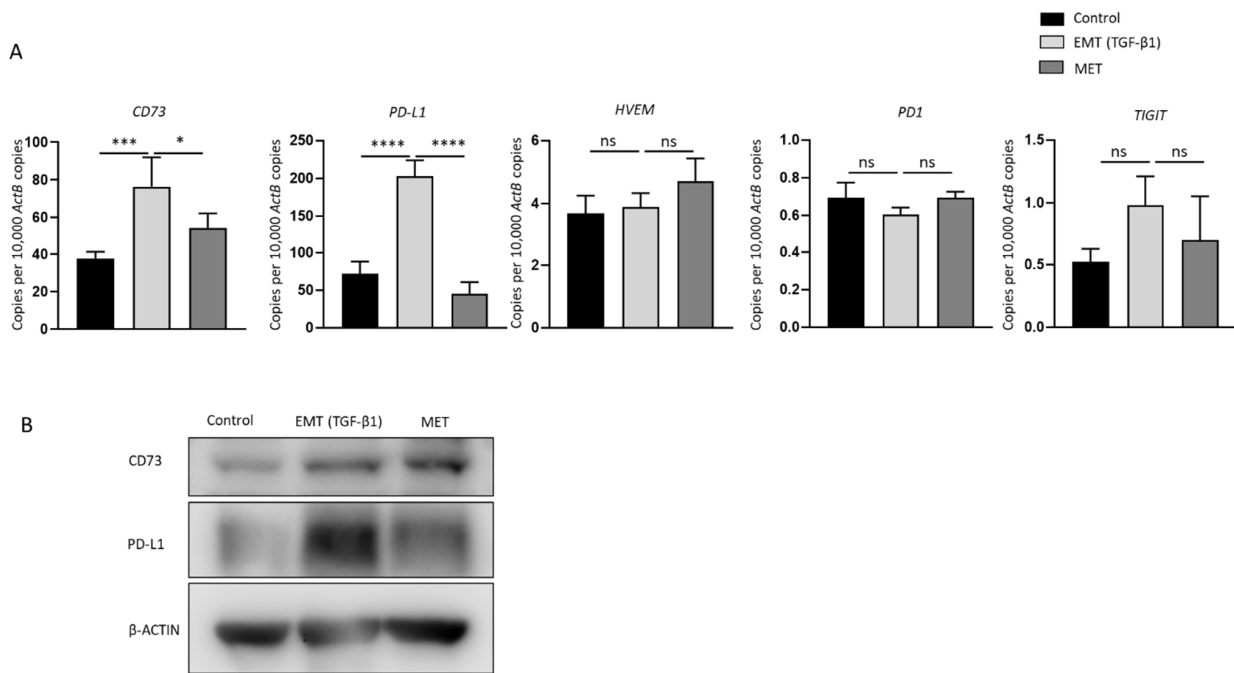 Control
EMT (TGF-β1)
MET
A
CD73
Copies per 10,000 ActB copies
100
80
60
40
20
0
***
*
PD-L1
Copies per 10,000 ActB copies
250
200
150
100
50
0
****
****
HVEM
Copies per 10,000 ActB copies
6
4
2
0
ns
ns
PD1
Copies per 10,000 ActB copies
1.0
0.8
0.6
0.4
0.2
0.0
ns
ns
TIGIT
Copies per 10,000 ActB copies
1.5
1.0
0.5
0.0
ns
ns
B
Control EMT (TGF-β1) MET
CD73
PD-L1
β-ACTIN